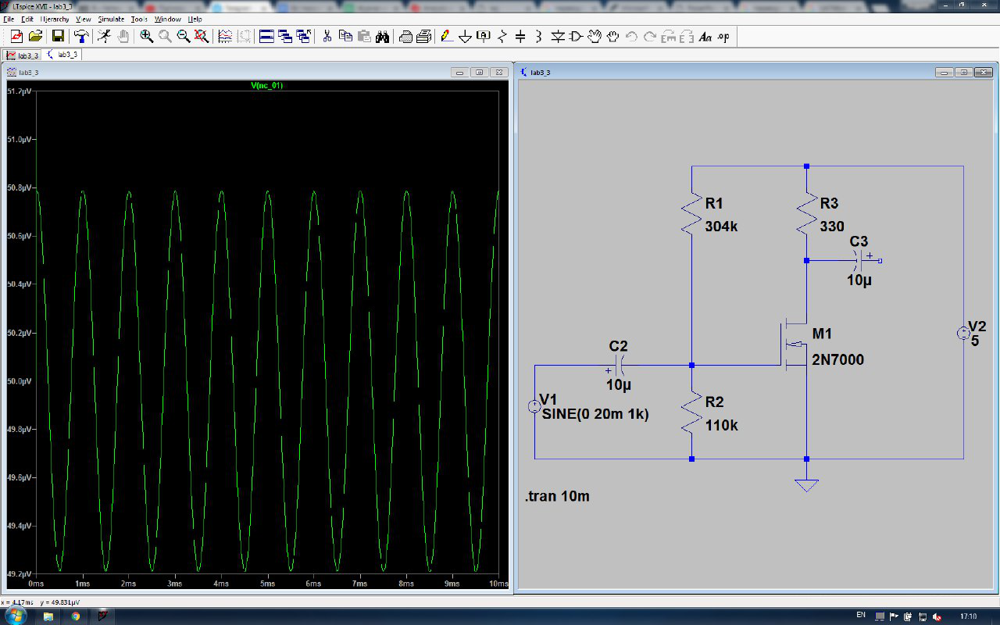 LTspice XVII - lab3_3
File Edit Hierarchy View Simulate Tools Window Help
.op
lab3_3 lab3_3
lab3_3
V(nc_01)
51.2µV
51.0µV
50.8µV
50.6µV
50.4µV
50.2µV
50.0µV
49.8µV
49.6µV
49.4µV
49.2µV
0ms 1ms 2ms 3ms 4ms 5ms 6ms 7ms 8ms 9ms 10ms
lab3_3
R1
304k
R3
330
C3
+
10µ
M1
2N7000
V2
5
C2
+
10µ
V1
SINE(0 20m 1k)
R2
110k
.tran 10m
x = 4.17ms y = 49.831µV
EN 17:10